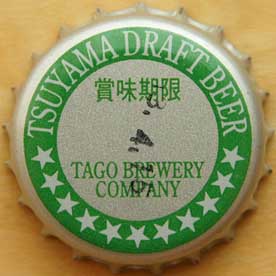 TSUYAMA DRAFT BEER
賞味期限
TAGO BREWERY
COMPANY